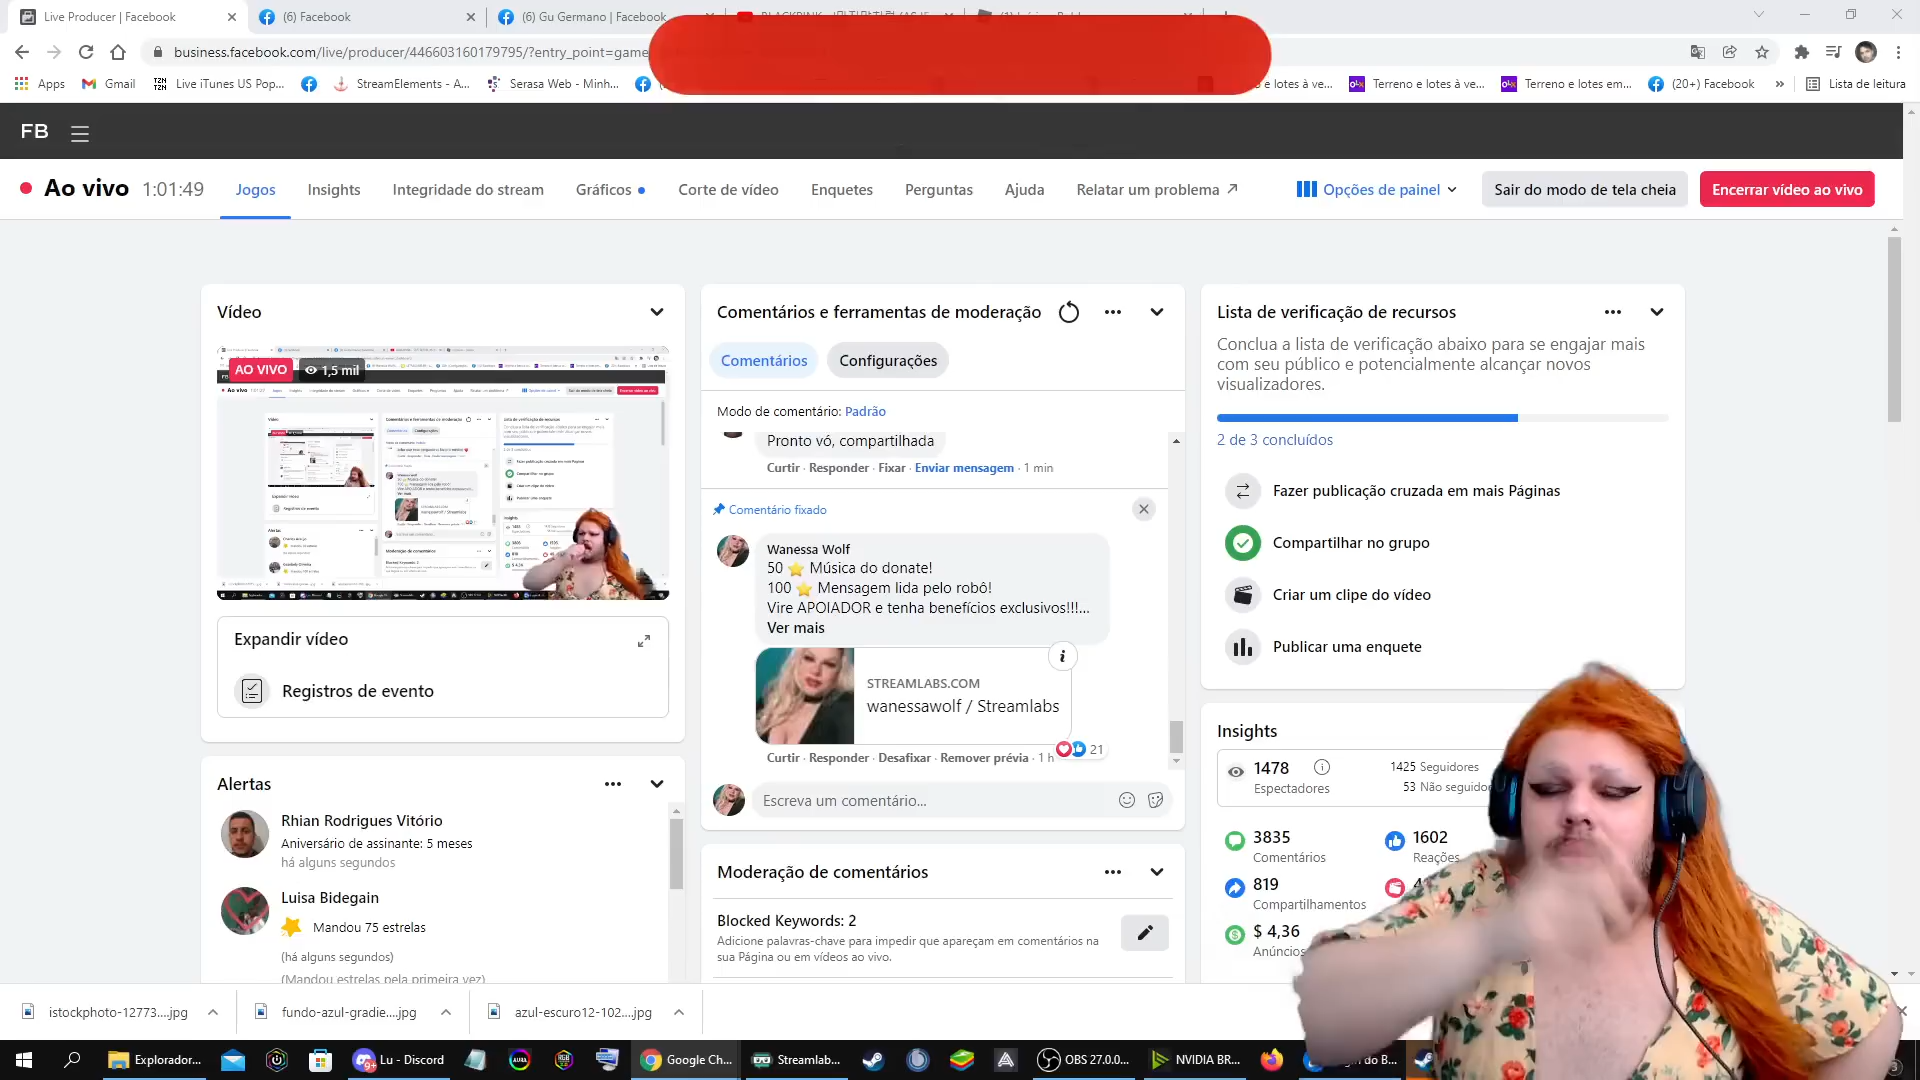 Live Producer | Facebook
(6) Facebook
(6) Gu Germano | Facebook
business.facebook.com/live/producer/446603160179795/?entry_point=game
Apps
Gmail
Live iTunes US Pop...
StreamElements - A...
Serasa Web - Minh...
e lotes à ve...
Terreno e lotes à ve...
Terreno e lotes em...
(20+) Facebook
»
Lista de leitura
FB
Ao vivo 1:01:49
Jogos
Insights
Integridade do stream
Gráficos
Corte de vídeo
Enquetes
Perguntas
Ajuda
Relatar um problema
Opções de painel
Sair do modo de tela cheia
Encerrar vídeo ao vivo
Vídeo
AO VIVO
1,5 mil
Expandir vídeo
Registros de evento
Alertas
Rhian Rodrigues Vitório
Aniversário de assinante: 5 meses
há alguns segundos
Luisa Bidegain
Mandou 75 estrelas
(há alguns segundos)
(Mandou estrelas pela primeira vez)
Comentários e ferramentas de moderação
Comentários
Configurações
Modo de comentário: Padrão
Pronto vó, compartilhada
Curtir · Responder · Fixar · Enviar mensagem · 1 min
Comentário fixado
Wanessa Wolf
50 ⭐ Música do donate!
100 ⭐ Mensagem lida pelo robô!
Vire APOIADOR e tenha benefícios exclusivos!!!...
Ver mais
STREAMLABS.COM
wanessawolf / Streamlabs
Curtir · Responder · Desafixar · Remover prévia · 1 h
21
Escreva um comentário...
Moderação de comentários
Blocked Keywords: 2
Adicione palavras-chave para impedir que apareçam em comentários na
sua Página ou em vídeos ao vivo.
Lista de verificação de recursos
Conclua a lista de verificação abaixo para se engajar mais
com seu público e potencialmente alcançar novos
visualizadores.
2 de 3 concluídos
Fazer publicação cruzada em mais Páginas
Compartilhar no grupo
Criar um clipe do vídeo
Publicar uma enquete
Insights
1478
Espectadores
1425 Seguidores
53 Não seguidor
3835
Comentários
1602
Reações
819
Compartilhamentos
$ 4,36
Anúncios
istockphoto-12773....jpg
fundo-azul-gradie....jpg
azul-escuro12-102....jpg
Explorador...
Lu - Discord
Google Ch...
Streamlab...
OBS 27.0.0...
NVIDIA BR...